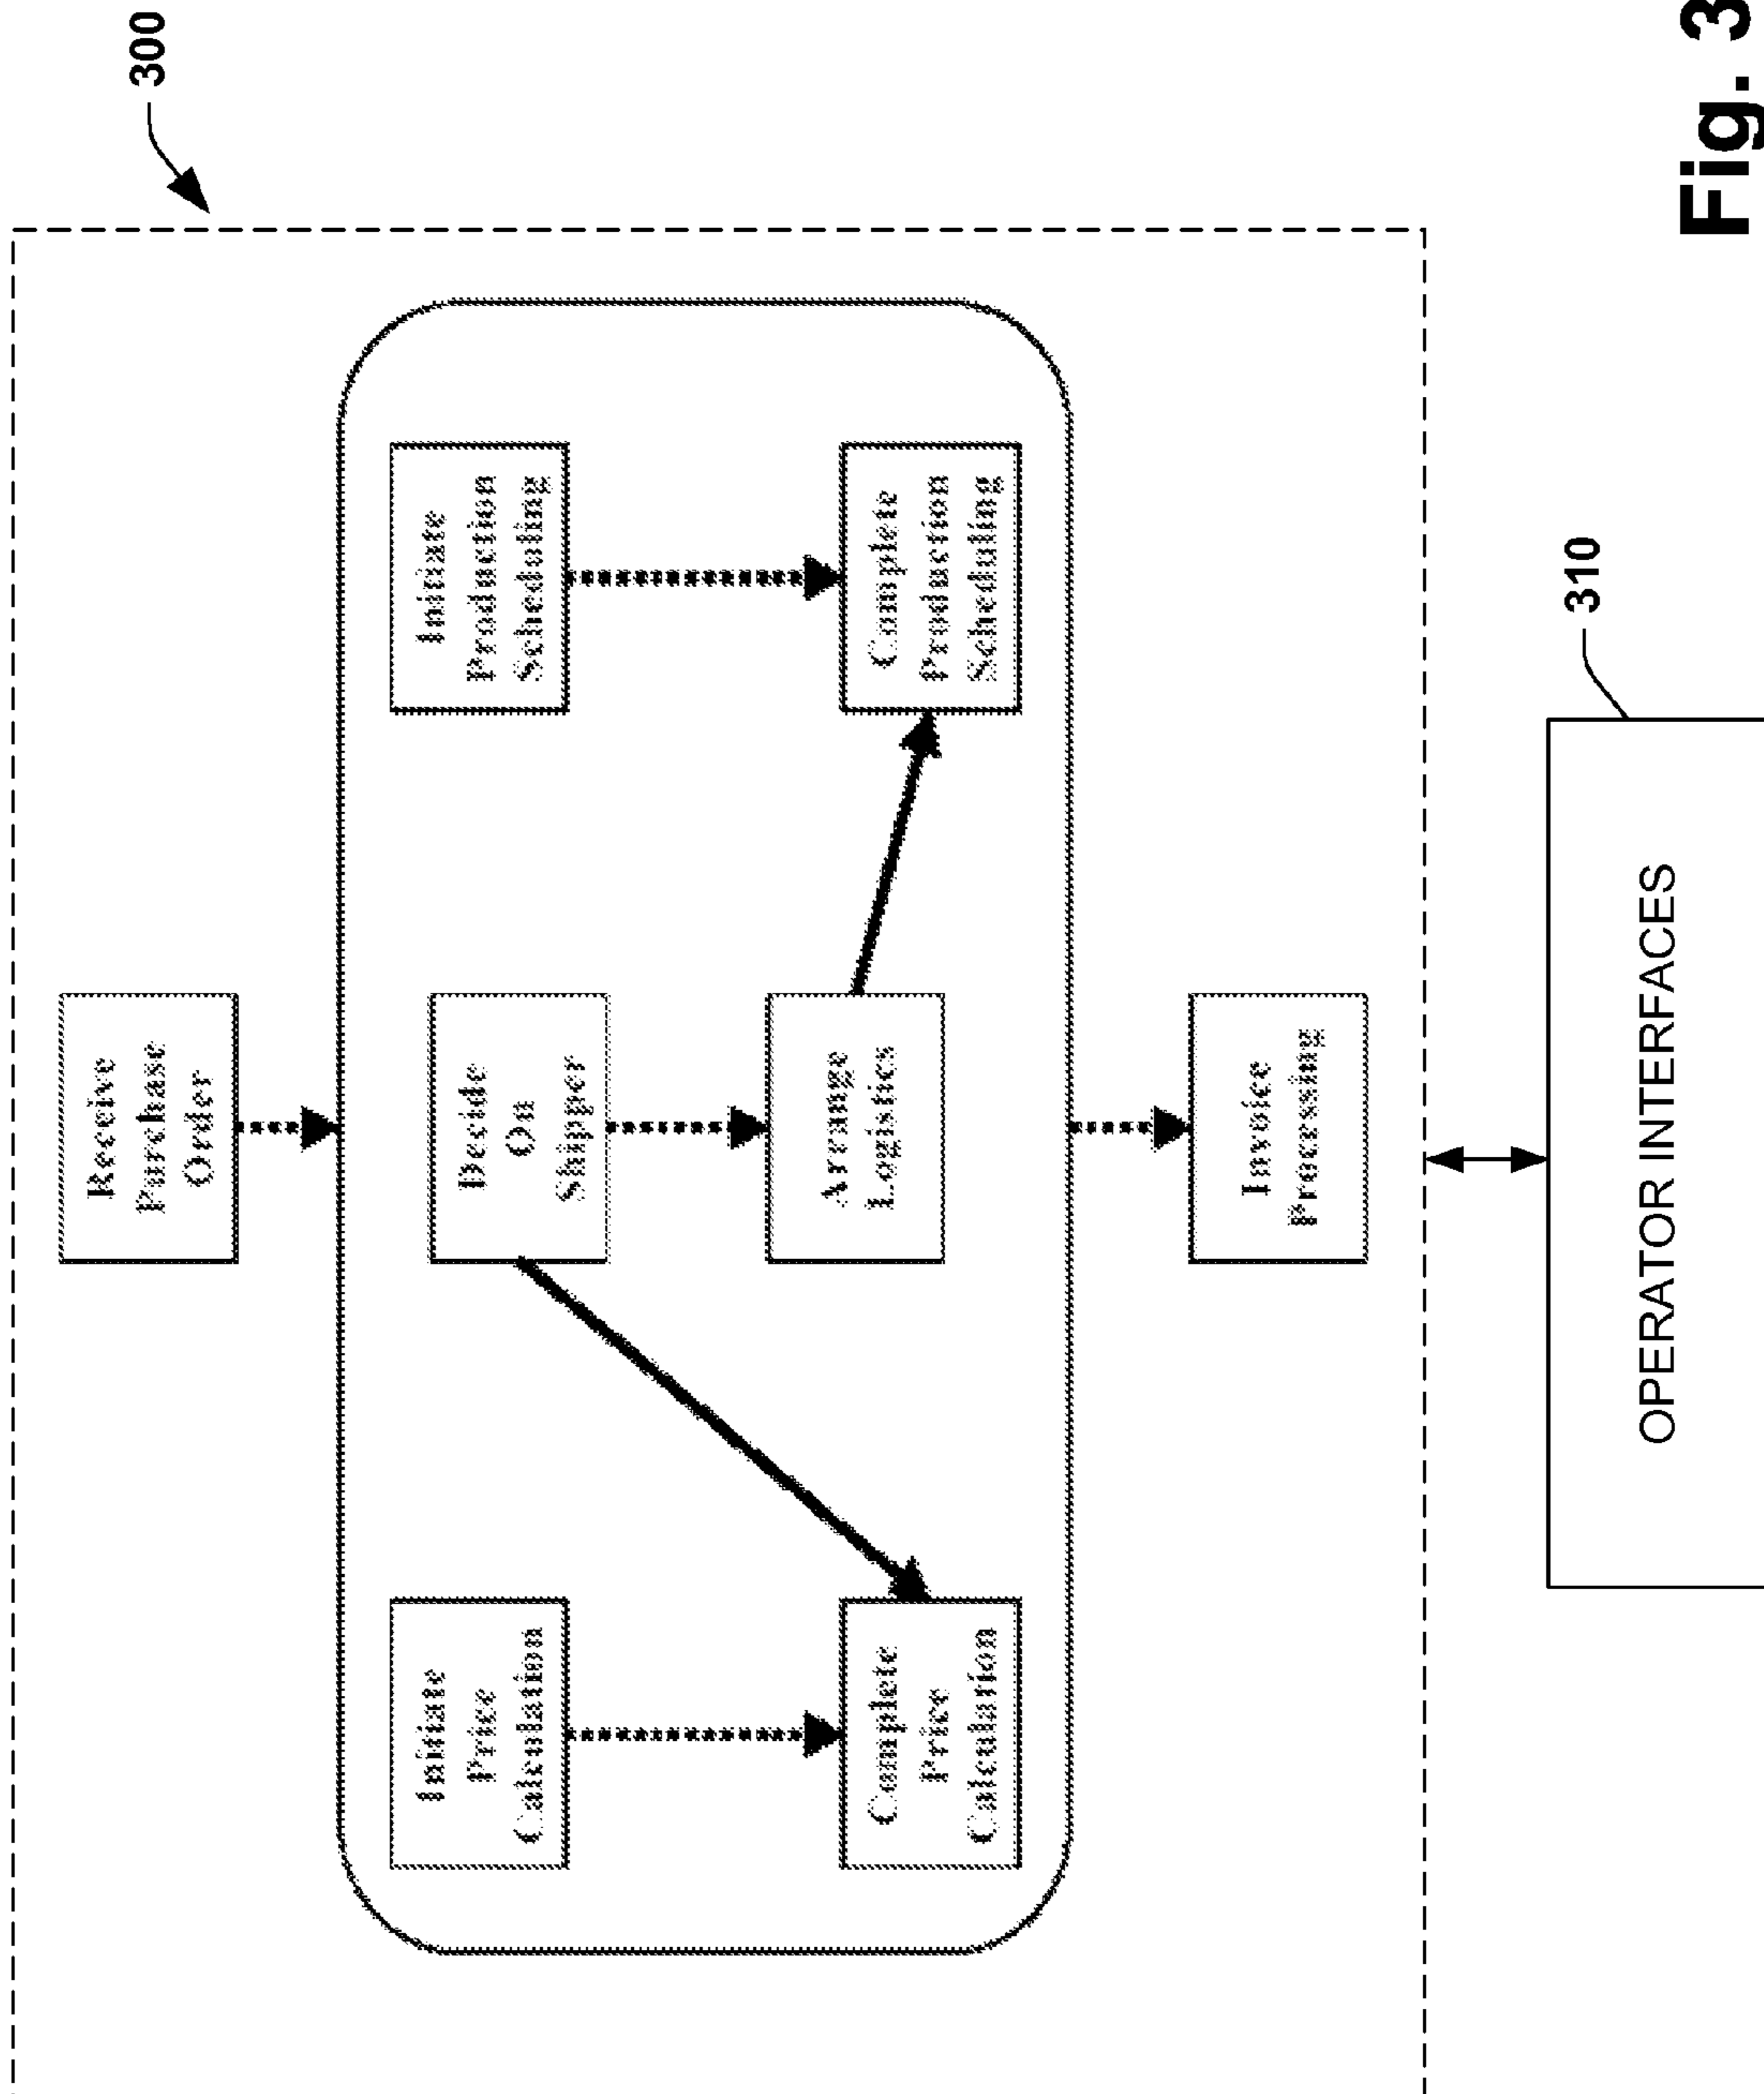 300
Receive
Purchase
Order
Initiate
Price
Calculation
Decide
On
Shipper
Initiate
Production
Scheduling
Complete
Price
Calculation
Arrange
Logistics
Complete
Production
Scheduling
Invoice
Processing
310
OPERATOR INTERFACES
Fig. 3